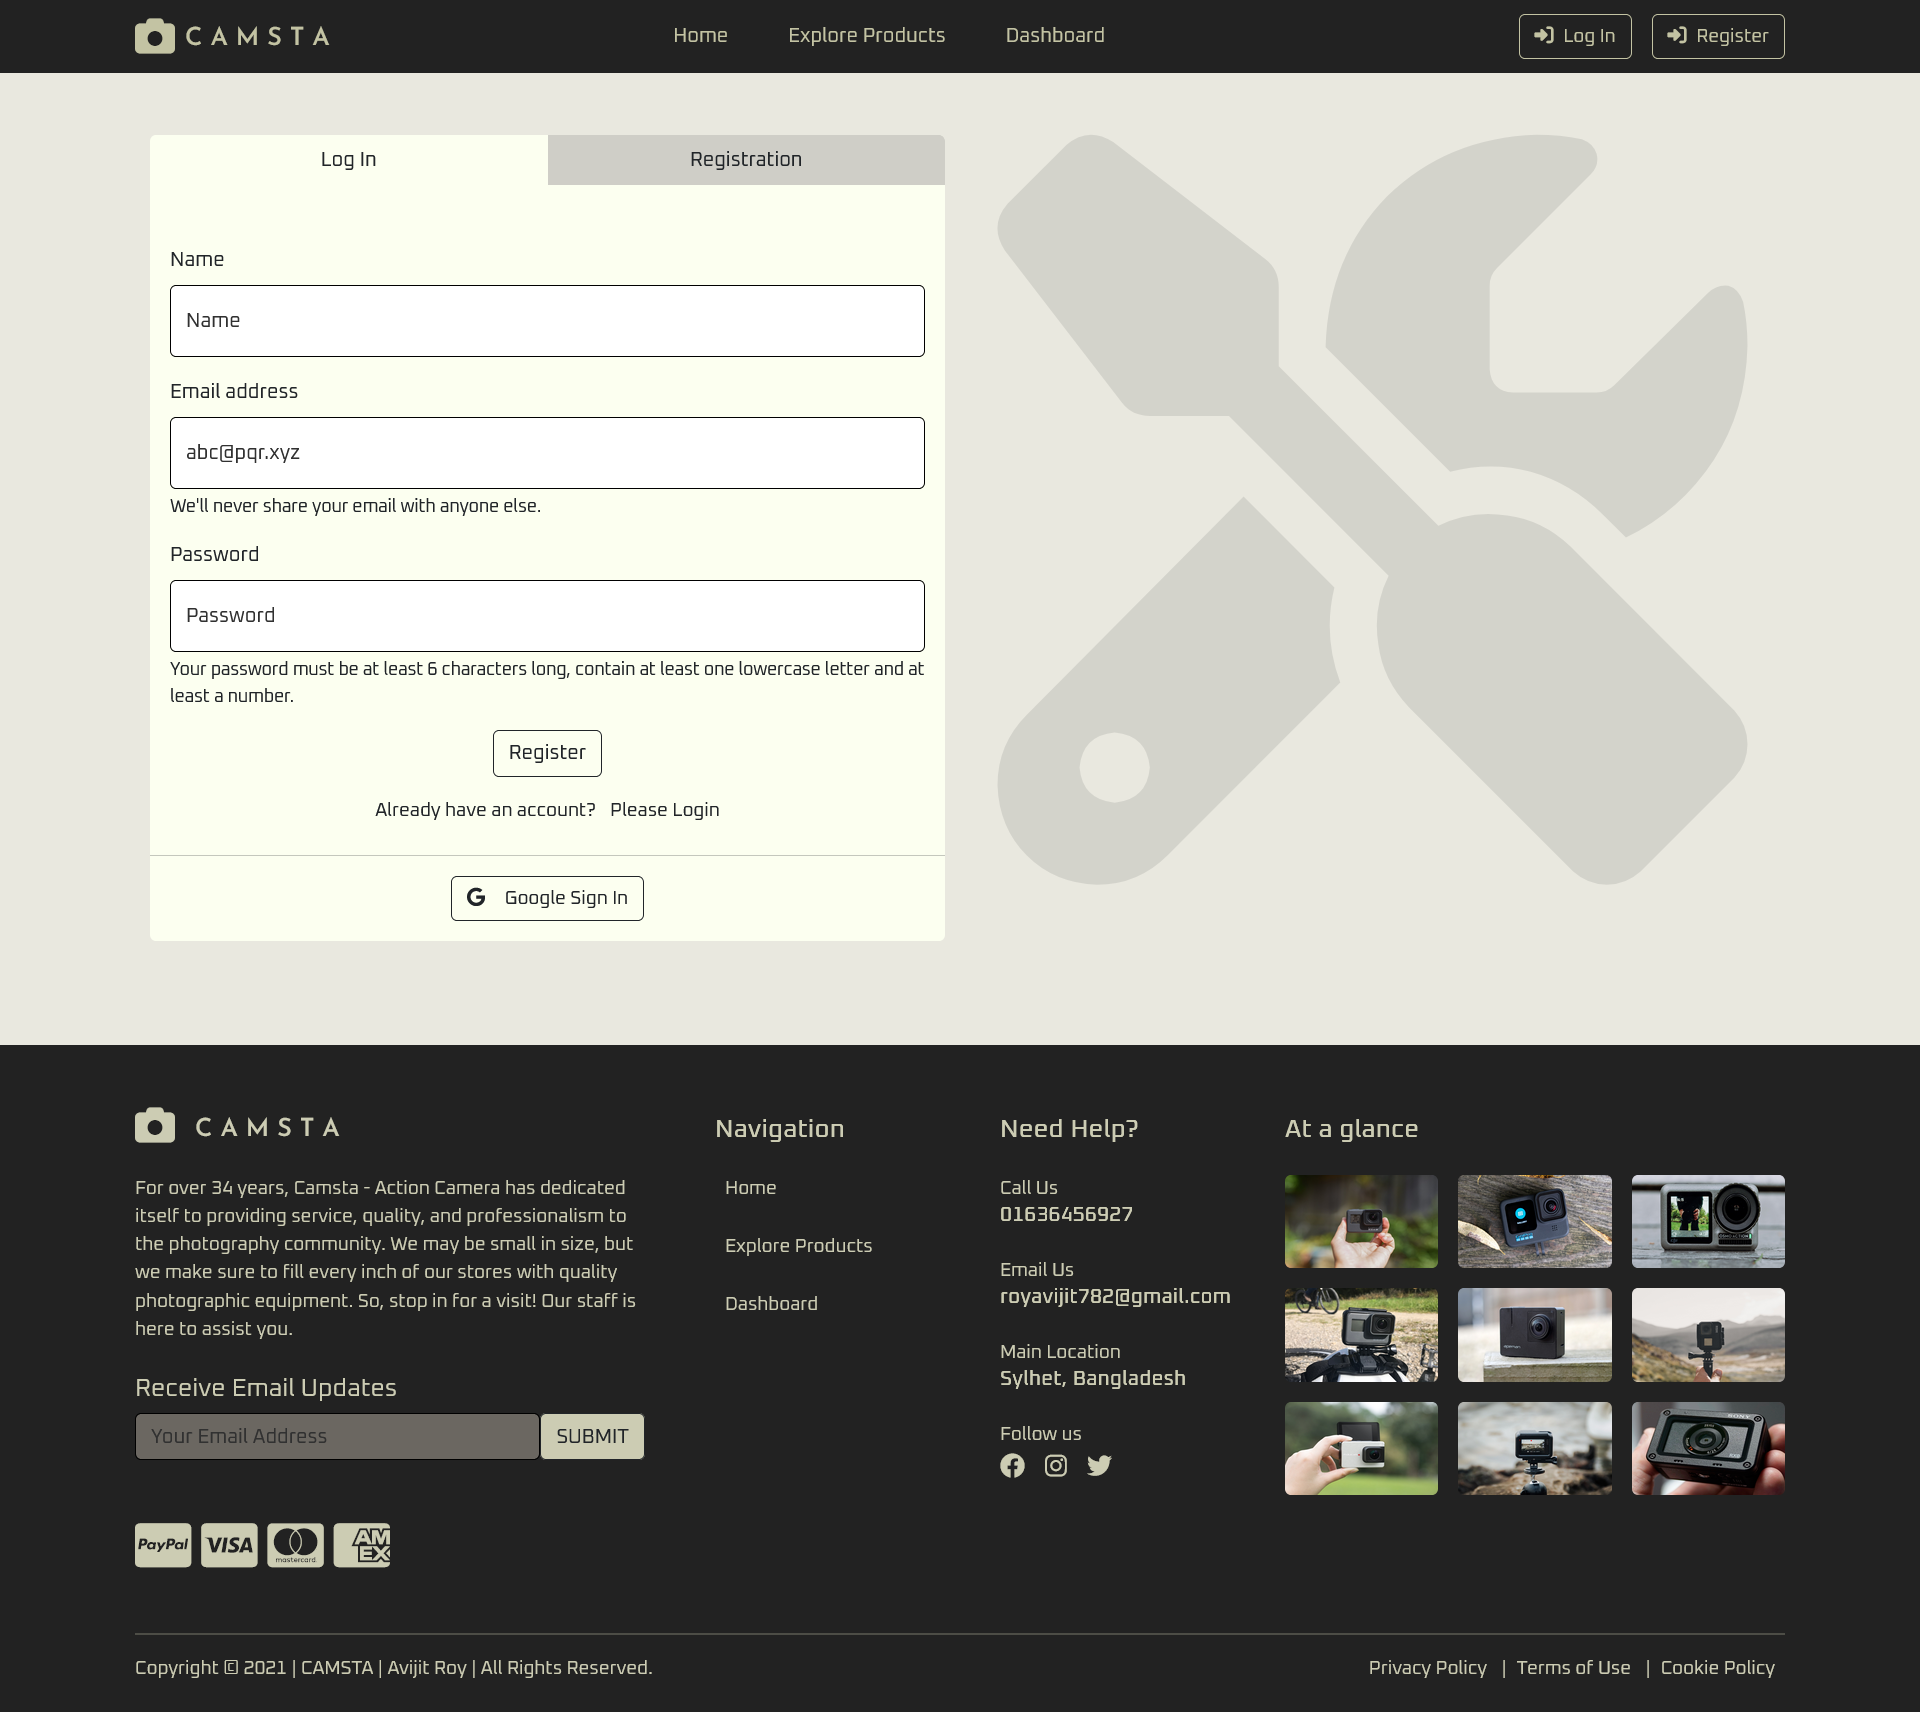 CAMSTA
Home
Explore Products
Dashboard
Log In
Register
Log In
Registration
Name
Name
Email address
abc@pqr.xyz
We'll never share your email with anyone else.
Password
Password
Your password must be at least 6 characters long, contain at least one lowercase letter and at
least a number.
Register
Already have an account? Please Login
Google Sign In
CAMSTA
For over 34 years, Camsta - Action Camera has dedicated
itself to providing service, quality, and professionalism to
the photography community. We may be small in size, but
we make sure to fill every inch of our stores with quality
photographic equipment. So, stop in for a visit! Our staff is
here to assist you.
Receive Email Updates
Your Email Address
SUBMIT
PayPal
VISA
mastercard
AM
EX
Navigation
Home
Explore Products
Dashboard
Need Help?
Call Us
01636456927
Email Us
royavijit782@gmail.com
Main Location
Sylhet, Bangladesh
Follow us
At a glance
SONY
Copyright © 2021 | CAMSTA | Avijit Roy | All Rights Reserved.
Privacy Policy | Terms of Use | Cookie Policy